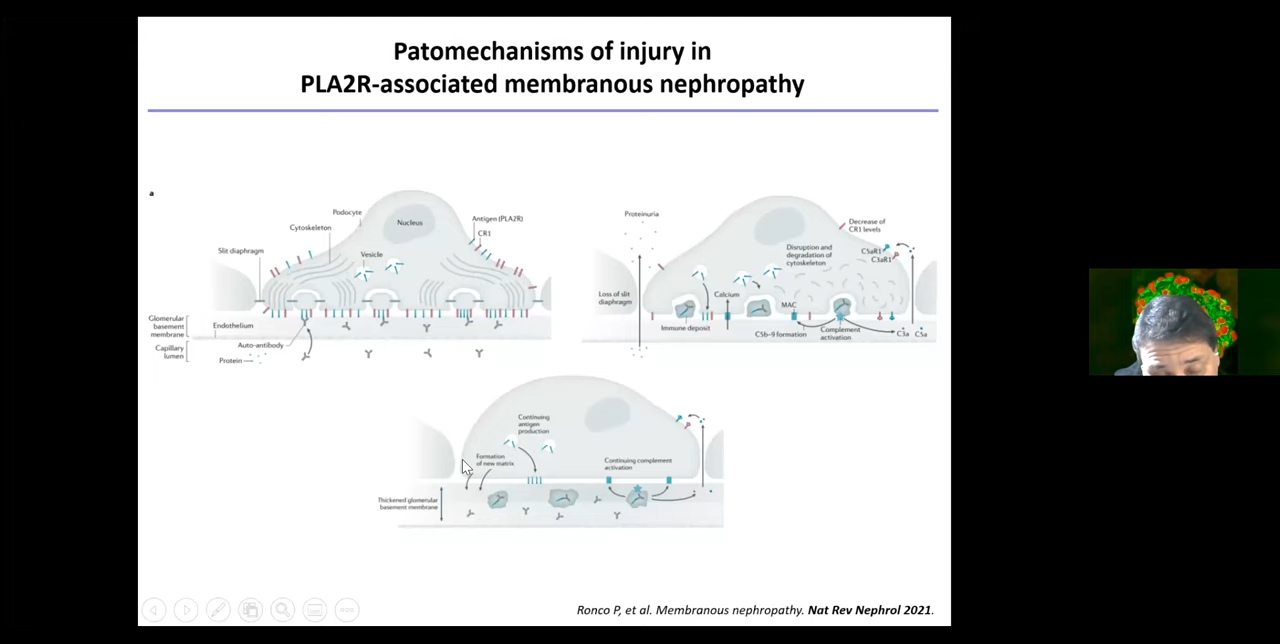 Patomechanisms of injury in
PLA2R-associated membranous nephropathy
a
Podocyte
Nucleus
Antigen (PLA2R)
CR1
Cytoskeleton
Slit diaphragm
Vesicle
Glomerular
basement
membrane
Endothelium
Auto-antibody
Capillary
lumen
Protein
Proteinuria
Decrease of
CR1 levels
Disruption and
degradation of
cytoskeleton
C5aR1
C3aR1
Loss of slit
diaphragm
Calcium
MAC
Immune deposit
C5b-9 formation
Complement
activation
C3a
C5a
Continuing
antigen
production
Formation
of new matrix
Continuing complement
activation
Thickened glomerular
basement membrane
Ronco P, et al. Membranous nephropathy. Nat Rev Nephrol 2021.